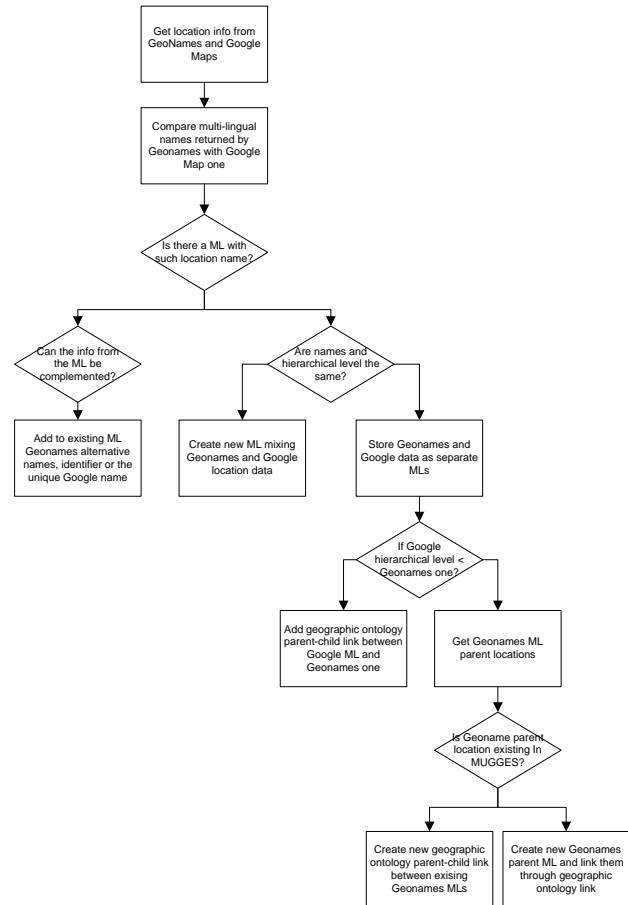 Get location info from
GeoNames and Google
Maps
Compare multi-lingual
names returned by
Geonames with Google
Map one
Is there a ML with
such location name?
Can the info from
the ML be
complemented?
Are names and
hierarchical level the
same?
Add to existing ML
Geonames alternative
names, identifier or the
unique Google name
Create new ML mixing
Geonames and Google
location data
Store Geonames and
Google data as separate
MLs
If Google
hierarchical level <
Geonames one?
Add geographic ontology
parent-child link between
Google ML and
Geonames one
Get Geonames ML
parent locations
Is Geoname parent
location existing In
MUGGES?
Create new geographic
ontology parent-child link
between exising
Geonames MLs
Create new Geonames
parent ML and link them
through geographic
ontology link